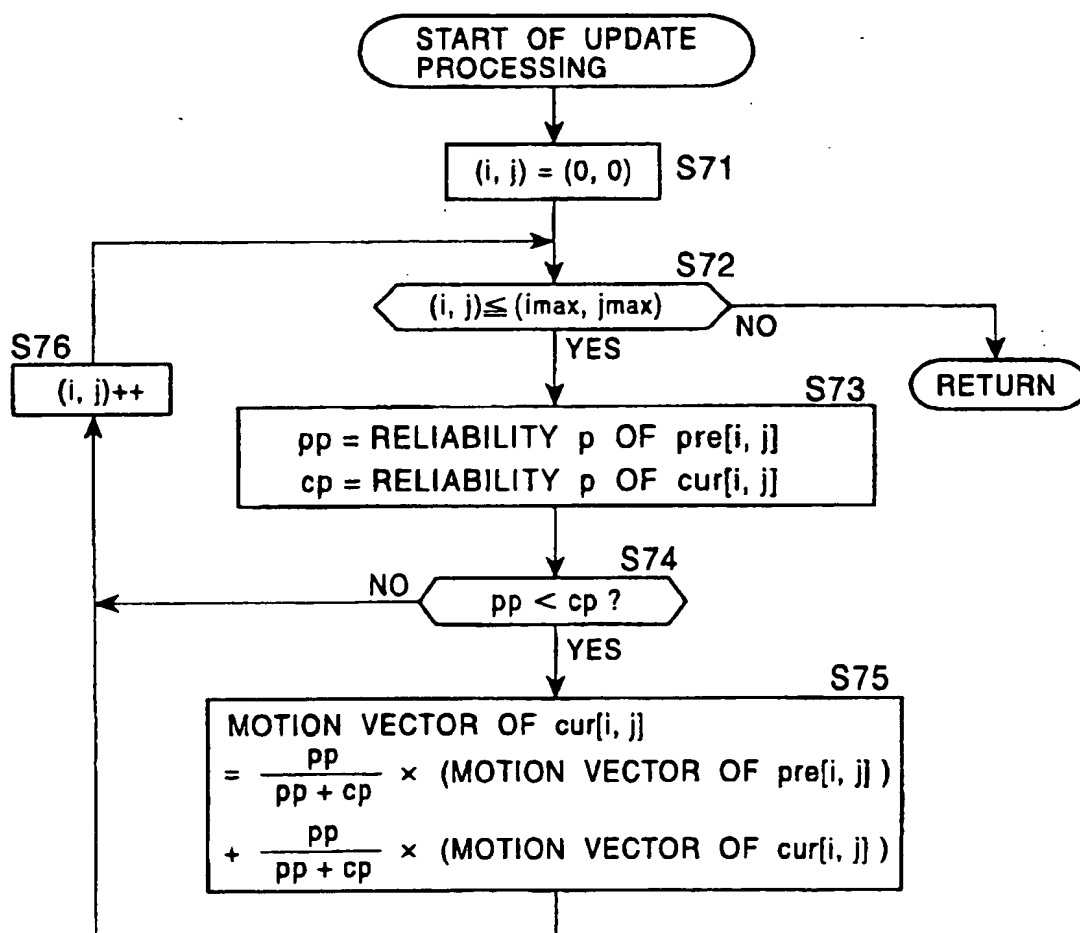 START OF UPDATE
PROCESSING
(i, j) = (0, 0)
S71
S72
(i, j)≦(imax, jmax)
NO
YES
S76
(i, j)++
RETURN
S73
pp = RELIABILITY p OF pre[i, j]
cp = RELIABILITY p OF cur[i, j]
S74
NO
pp < cp ?
YES
S75
MOTION VECTOR OF cur[i, j]
= pp / pp + cp × (MOTION VECTOR OF pre[i, j] )
+ pp / pp + cp × (MOTION VECTOR OF cur[i, j] )